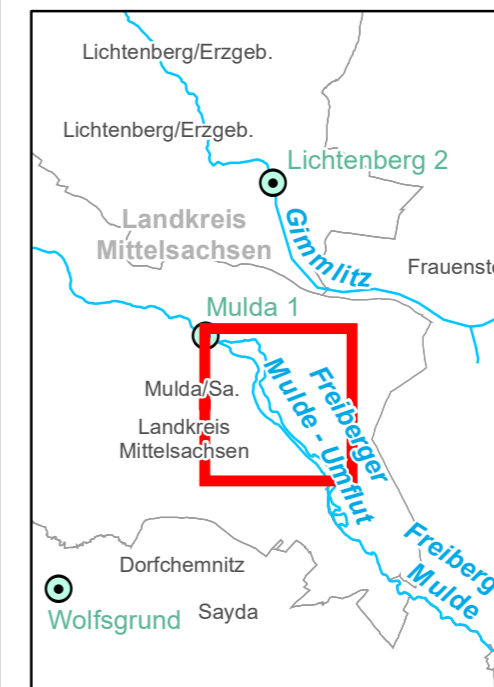 Lichtenberg/Erzgeb.
Lichtenberg/Erzgeb.
Lichtenberg 2
Landkreis
Mittelsachsen
Gimmlitz
Frauenste
Mulda 1
Mulda/Sa.
Landkreis
Mittelsachsen
Freiberger
Mulde - Umflut
Freiberg
Mulde
Dorfchemnitz
Sayda
Wolfsgrund